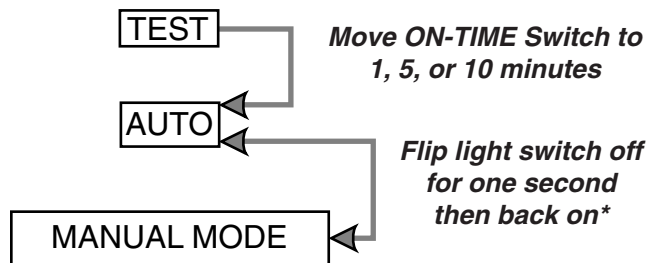 TEST
Move ON-TIME Switch to
1, 5, or 10 minutes
AUTO
Flip light switch off
for one second
then back on*
MANUAL MODE